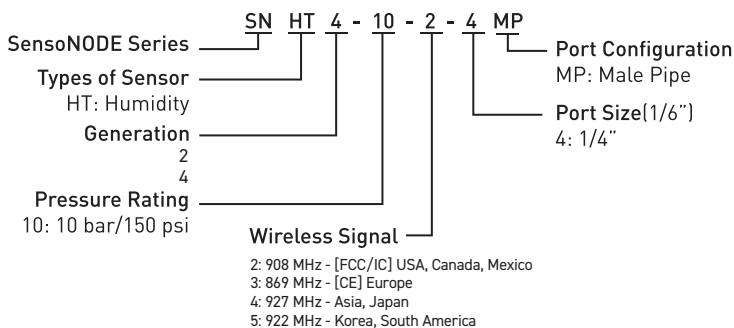 SN HT 4 - 10 - 2 - 4 MP
SensoNODE Series
Types of Sensor
HT: Humidity
Generation
2
4
Pressure Rating
10: 10 bar/150 psi
Wireless Signal
2: 908 MHz - [FCC/IC] USA, Canada, Mexico
3: 869 MHz - [CE] Europe
4: 927 MHz - Asia, Japan
5: 922 MHz - Korea, South America
Port Configuration
MP: Male Pipe
Port Size(1/6”)
4: 1/4”